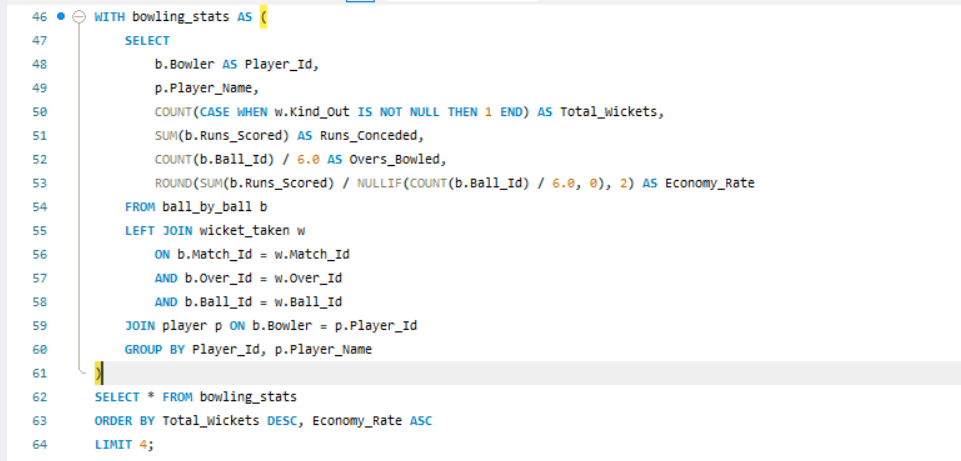 46 WITH bowling_stats AS (
47 SELECT
48 b.Bowler AS Player_Id,
49 p.Player_Name,
50 COUNT(CASE WHEN w.Kind_Out IS NOT NULL THEN 1 END) AS Total_Wickets,
51 SUM(b.Runs_Scored) AS Runs_Conceded,
52 COUNT(b.Ball_Id) / 6.0 AS Overs_Bowled,
53 ROUND(SUM(b.Runs_Scored) / NULLIF(COUNT(b.Ball_Id) / 6.0, 0), 2) AS Economy_Rate
54 FROM ball_by_ball b
55 LEFT JOIN wicket_taken w
56 ON b.Match_Id = w.Match_Id
57 AND b.Over_Id = w.Over_Id
58 AND b.Ball_Id = w.Ball_Id
59 JOIN player p ON b.Bowler = p.Player_Id
60 GROUP BY Player_Id, p.Player_Name
61 )
62 SELECT * FROM bowling_stats
63 ORDER BY Total_Wickets DESC, Economy_Rate ASC
64 LIMIT 4;